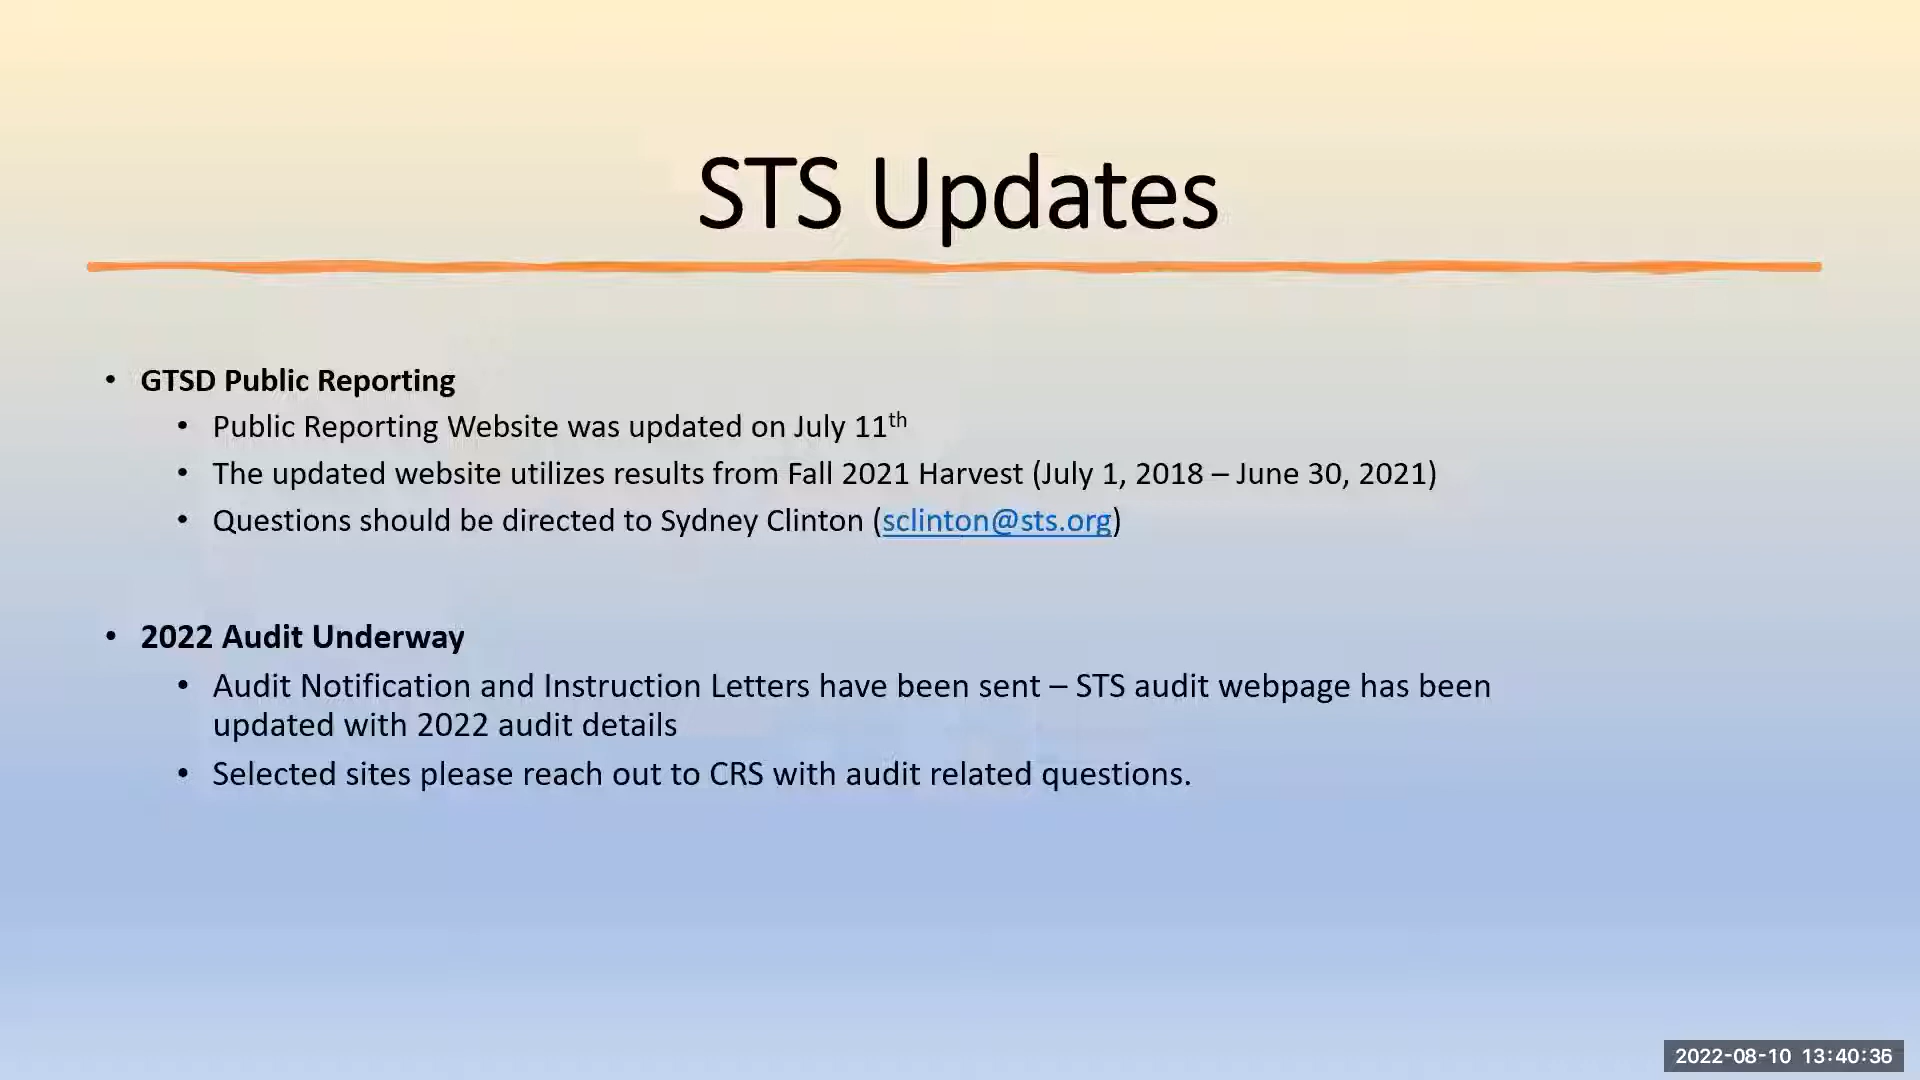 STS Updates
• GTSD Public Reporting
• Public Reporting Website was updated on July 11th
• The updated website utilizes results from Fall 2021 Harvest (July 1, 2018 – June 30, 2021)
• Questions should be directed to Sydney Clinton (sclinton@sts.org)
• 2022 Audit Underway
• Audit Notification and Instruction Letters have been sent – STS audit webpage has been
updated with 2022 audit details
• Selected sites please reach out to CRS with audit related questions.
2022-08-10 13:40:36